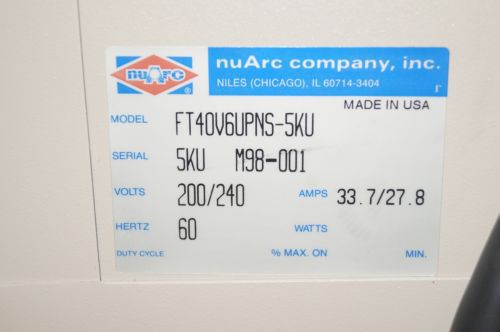 nuArc
®
nuArc company, inc.
NILES (CHICAGO), IL 60714-3404
MADE IN USA
MODEL FT40V6UPNS-5KU
SERIAL 5KU M98-001
VOLTS 200/240 AMPS 33.7/27.8
HERTZ 60 WATTS
DUTY CYCLE % MAX. ON MIN.